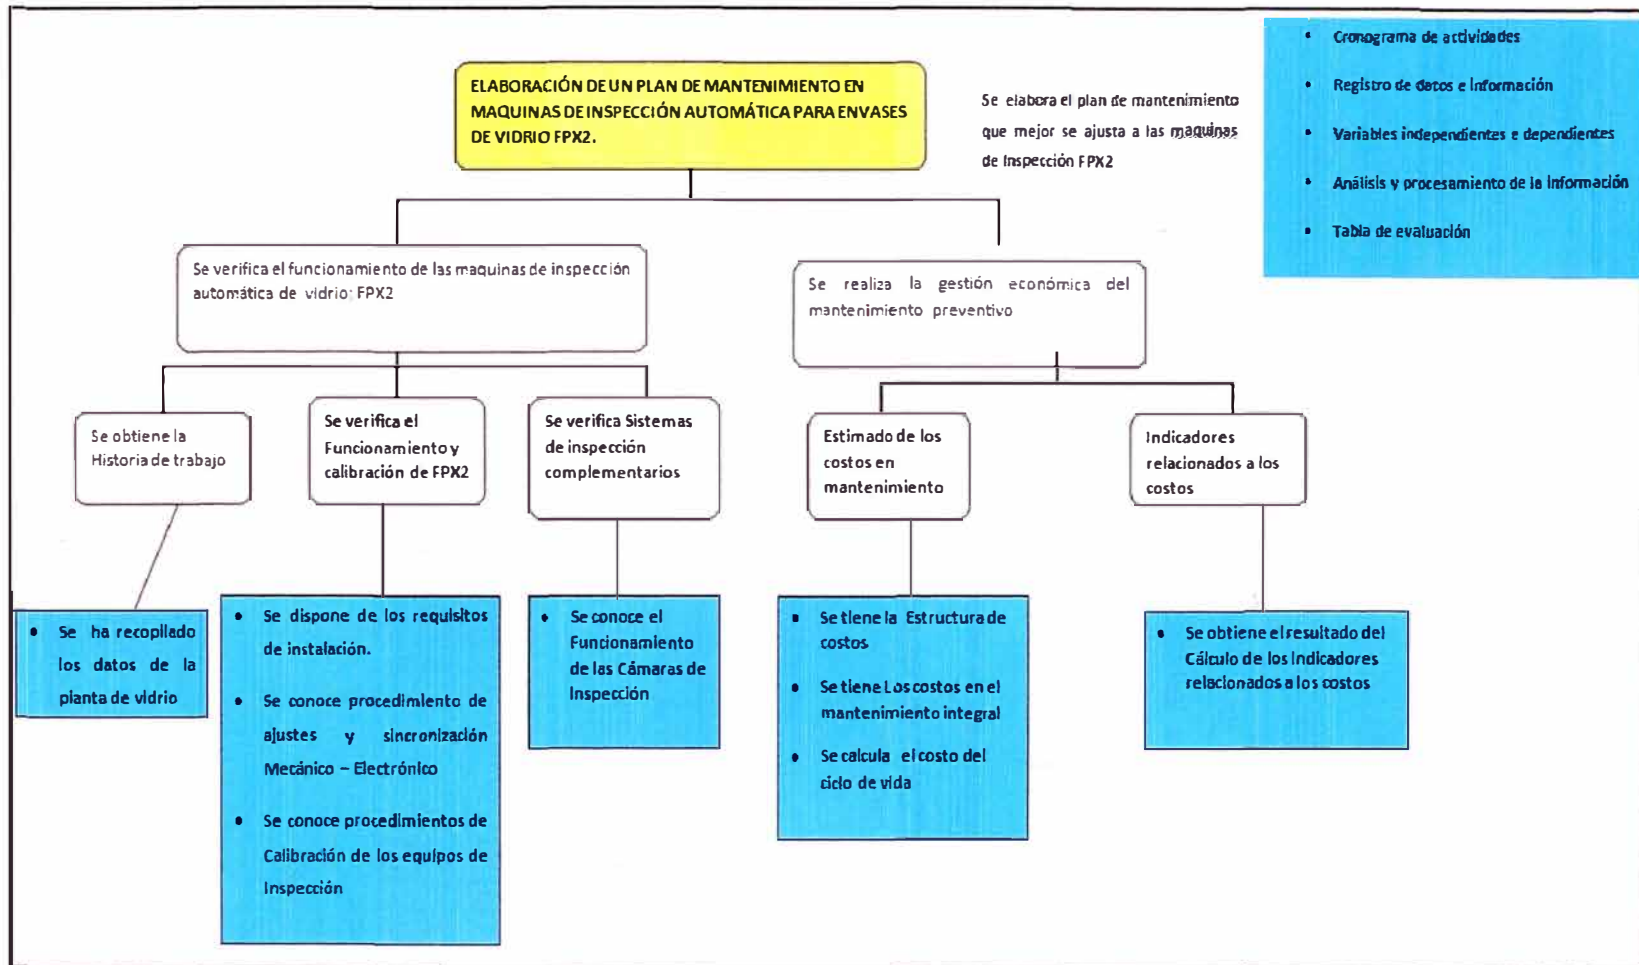 ELABORACIÓN DE UN PLAN DE MANTENIMIENTO EN
MAQUINAS DE INSPECCIÓN AUTOMÁTICA PARA ENVASES
DE VIDRIO FPX2.
Se elabora el plan de mantenimiento
que mejor se ajusta a las maquinas
de Inspección FPX2
• Cronograma de actividades
• Registro de datos e Información
• Variables independientes e dependientes
• Análisis y procesamiento de la Información
• Tabla de evaluación
Se verifica el funcionamiento de las maquinas de inspección
automática de vidrio; FPX2
Se realiza la gestión económica del
mantenimiento preventivo
Se obtiene la
Historia de trabajo
Se verifica el
Funcionamiento y
calibración de FPX2
Se verifica Sistemas
de inspección
complementarios
Estimado de los
costos en
mantenimiento
Indicadores
relacionados a los
costos
• Se ha recopilado
los datos de la
planta de vidrio
• Se dispone de los requisitos
de instalación.
• Se conoce procedimiento de
ajustes y sincronización
Mecánico – Electrónico
• Se conoce procedimientos de
Calibración de los equipos de
Inspección
• Se conoce el
Funcionamiento
de las Cámaras de
Inspección
• Se tiene la Estructura de
costos
• Se tiene Los costos en el
mantenimiento integral
• Se calcula el costo del
ciclo de vida
• Se obtiene el resultado del
Cálculo de los Indicadores
relacionados a los costos